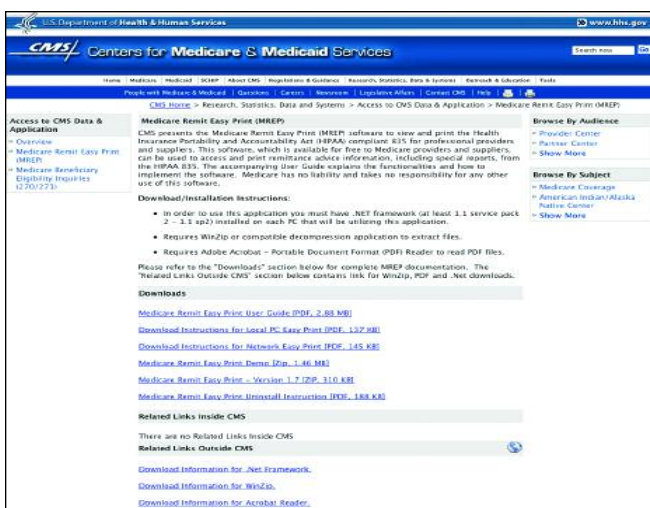 U.S. Department of Health & Human Services
www.hhs.gov
CMS/ Centers for Medicare & Medicaid Services
Search now
Go
Home | Medicare | Medicaid | SCHIP | About CMS | Regulations & Guidance | Research, Statistics, Data & Systems | Outreach & Education | Tools
People with Medicare & Medicaid | Questions | Careers | Newsroom | Legislative Affairs | Contact CMS | Help
CMS Home > Research, Statistics, Data and Systems > Access to CMS Data & Application > Medicare Remit Easy Print (MREP)
Access to CMS Data &
Application
Overview
Medicare Remit Easy Print
(MREP)
Medicare Beneficiary
Eligibility Inquiries
(270/271)
Medicare Remit Easy Print (MREP)
CMS presents the Medicare Remit Easy Print (MREP) software to view and print the Health
Insurance Portability and Accountability Act (HIPAA) compliant 835 for professional providers
and suppliers. This software, which is available for free to Medicare providers and suppliers,
can be used to access and print remittance advice information, including special reports, from
the HIPAA 835. The accompanying User Guide explains the functionalities and how to
implement the software. Medicare has no liability and takes no responsibility for any other
use of this software.
Download/Installation Instructions:
• In order to use this application you must have .NET framework (at least 1.1 service pack
2 - 1.1 sp2) installed on each PC that will be utilizing this application.
• Requires WinZip or compatible decompression application to extract files.
• Requires Adobe Acrobat - Portable Document Format (PDF) Reader to read PDF files.
Please refer to the "Downloads" section below for complete MREP documentation. The
"Related Links Outside CMS" section below contains link for WinZip, PDF and .Net downloads.
Downloads
Medicare Remit Easy Print User Guide [PDF, 2.88 MB]
Download Instructions for Local PC Easy Print [PDF, 137 KB]
Download Instructions for Network Easy Print [PDF, 145 KB]
Medicare Remit Easy Print Demo [Zip, 1.46 MB]
Medicare Remit Easy Print - Version 1.7 [ZIP, 310 KB]
Medicare Remit Easy Print Uninstall Instruction [PDF, 188 KB]
Related Links Inside CMS
There are no Related Links Inside CMS
Related Links Outside CMS
Download Information for .Net Framework.
Download Information for WinZip.
Download Information for Acrobat Reader.
Browse By Audience
Provider Center
Partner Center
Show More
Browse By Subject
Medicare Coverage
American Indian/Alaska
Native Center
Show More